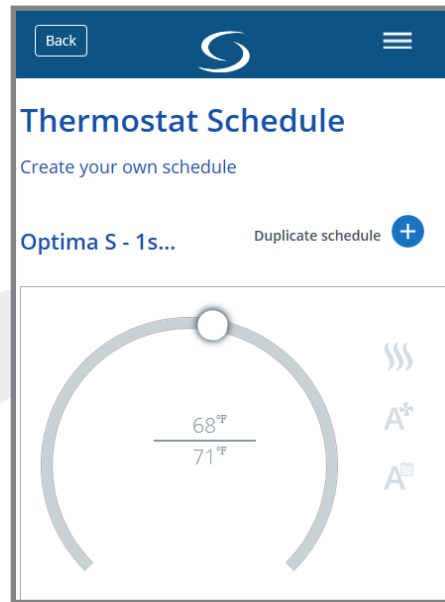 Back
Thermostat Schedule
Create your own schedule
Optima S - 1s...
Duplicate schedule +
68°F
71°F
A
A